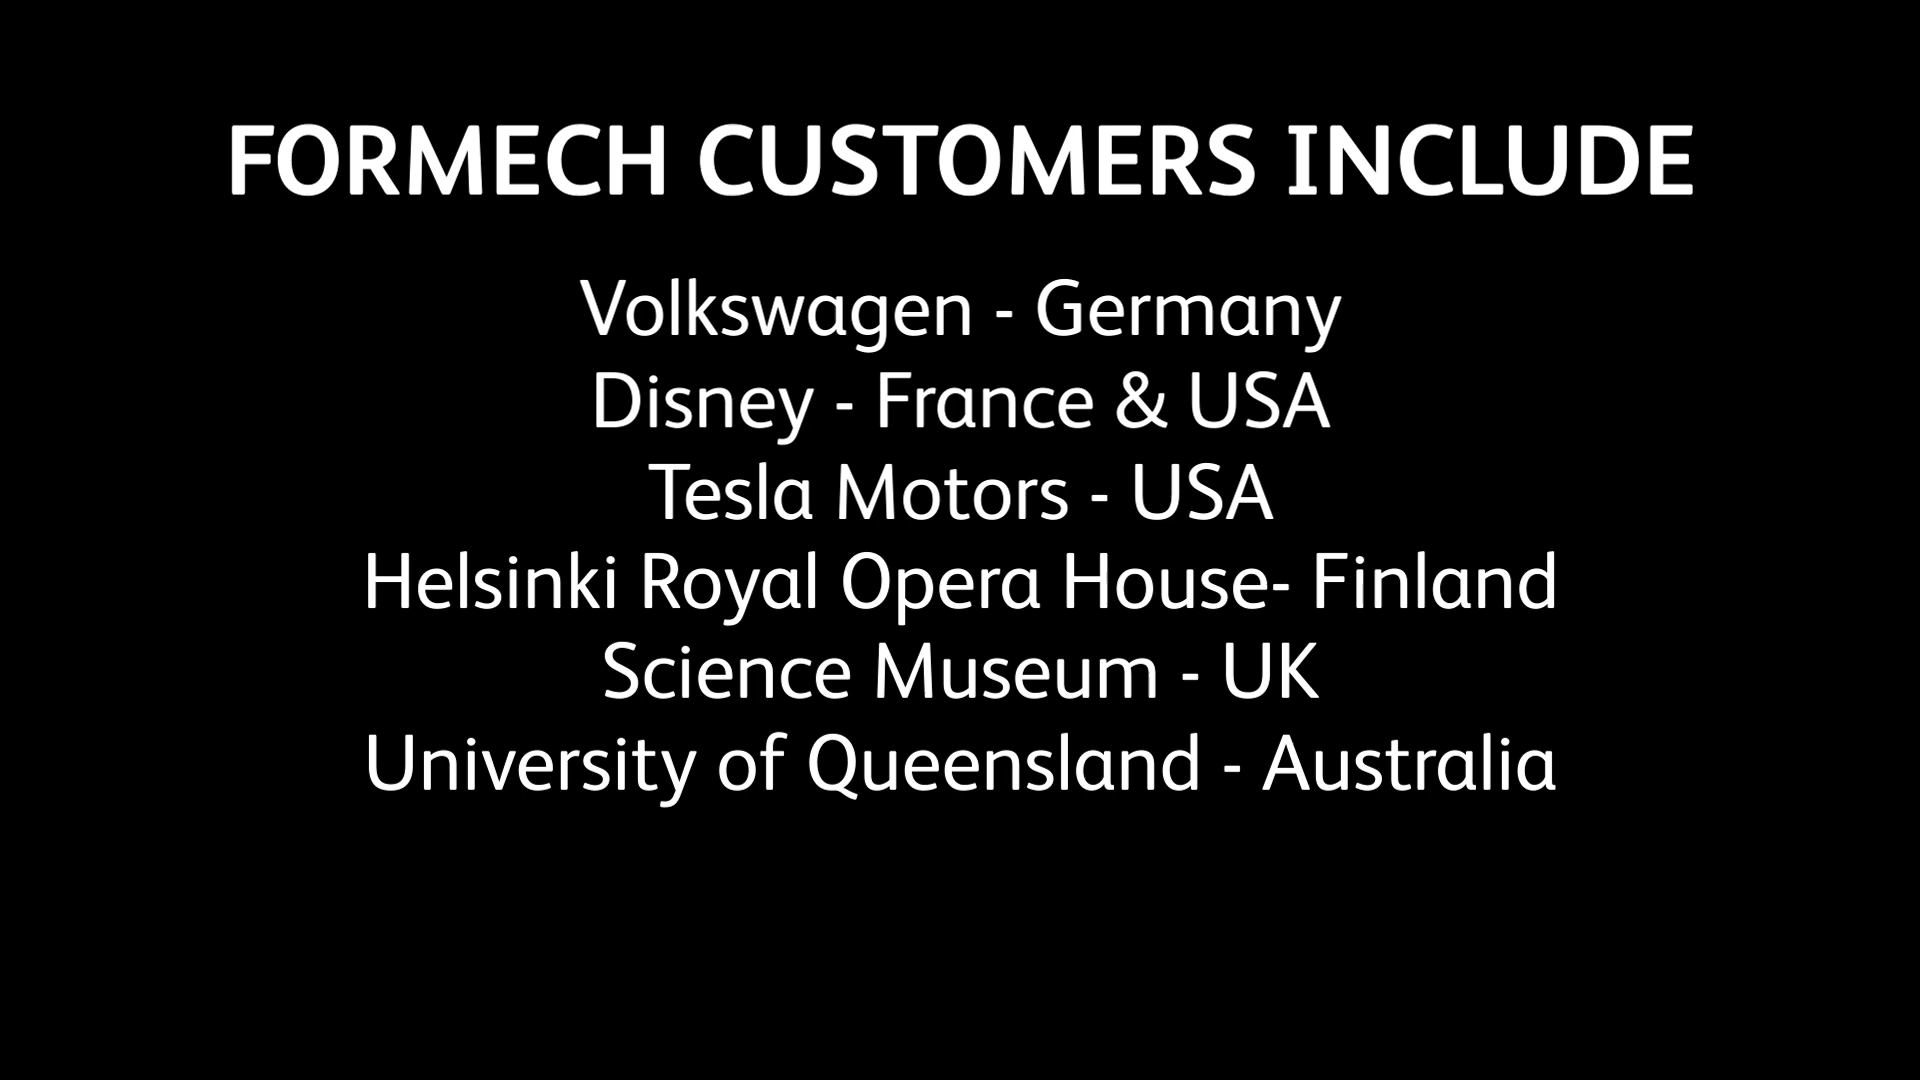 FORMECH CUSTOMERS INCLUDE
Volkswagen - Germany
Disney - France & USA
Tesla Motors - USA
Helsinki Royal Opera House- Finland
Science Museum - UK
University of Queensland - Australia